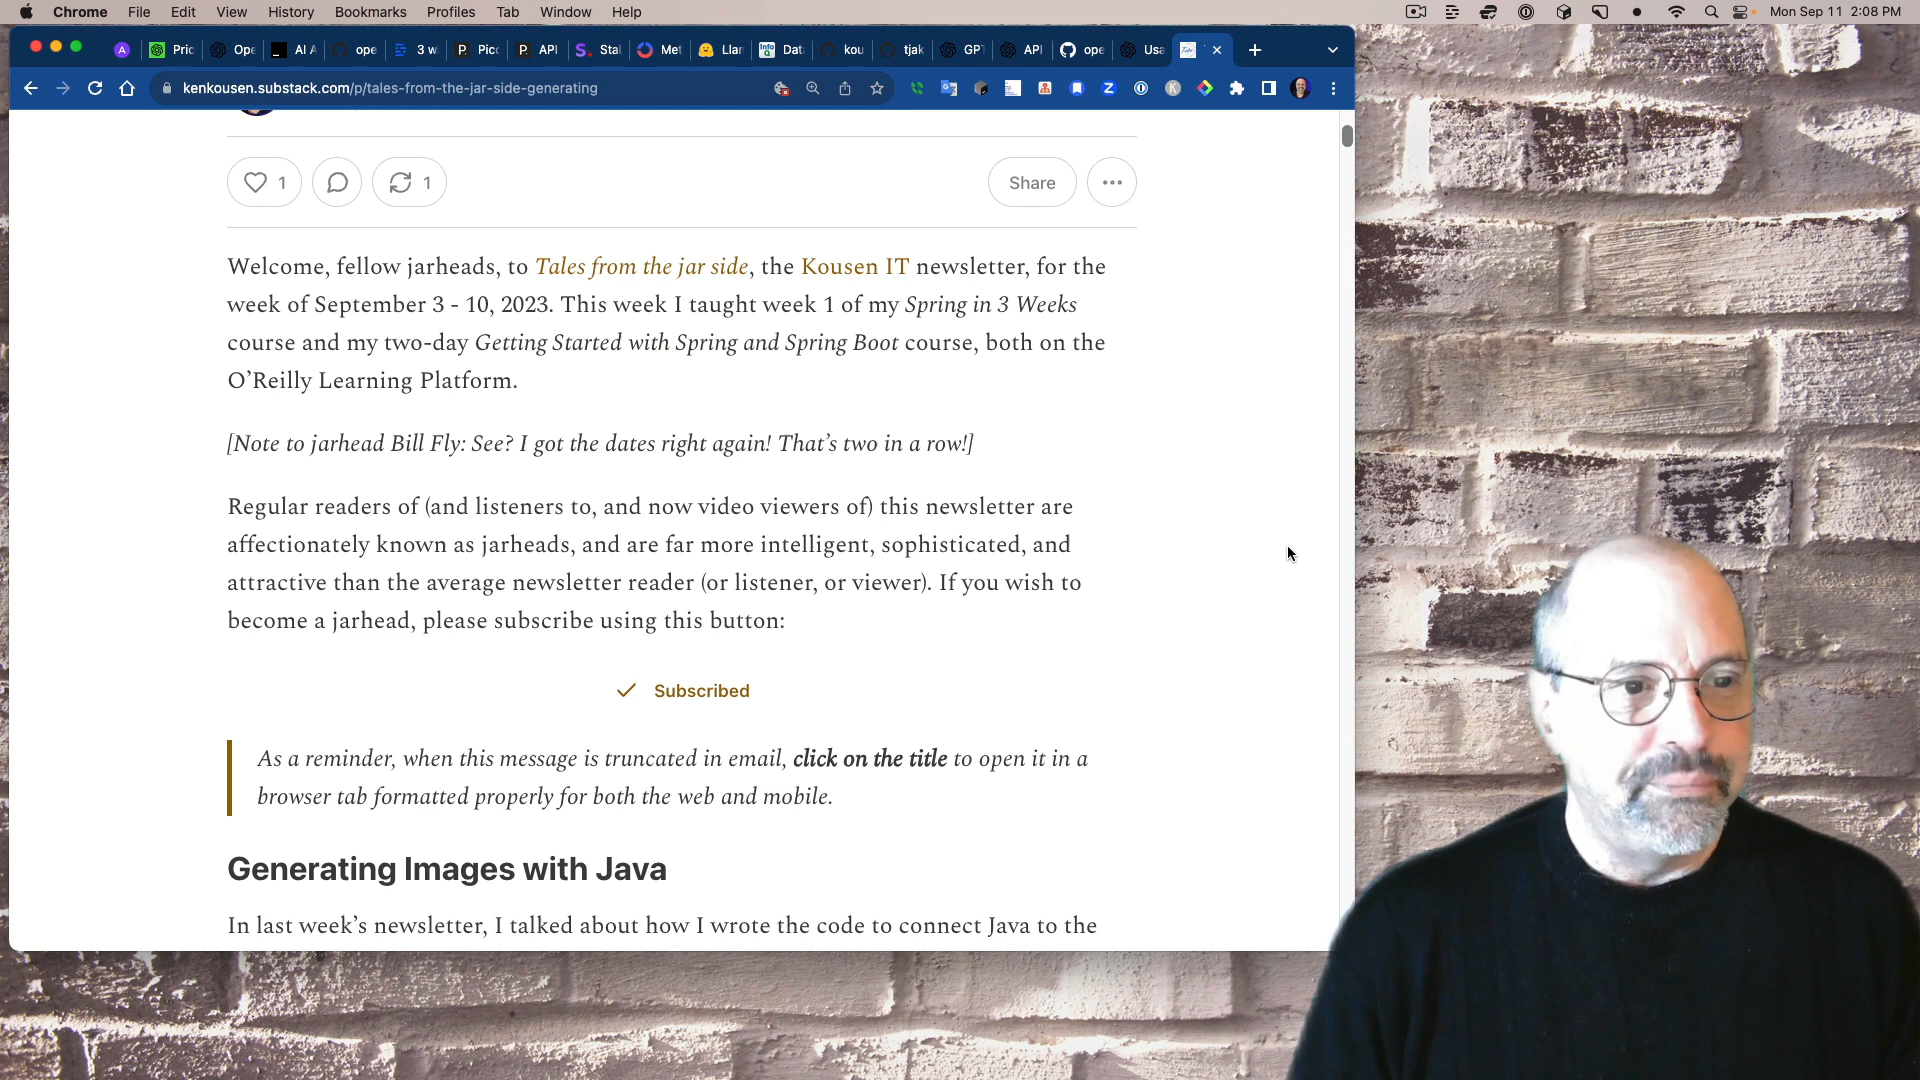 Chrome File Edit View History Bookmarks Profiles Tab Window Help Mon Sep 11 2:08 PM
A Pric Ope AI A ope 3 w P. Picc P. API S. Stal Met Llar Info Q Dat kou tjak GP API ope Usa
kenkousen.substack.com/p/tales-from-the-jar-side-generating
1 1 Share
Welcome, fellow jarheads, to Tales from the jar side, the Kousen IT newsletter, for the
week of September 3 - 10, 2023. This week I taught week 1 of my Spring in 3 Weeks
course and my two-day Getting Started with Spring and Spring Boot course, both on the
O’Reilly Learning Platform.
[Note to jarhead Bill Fly: See? I got the dates right again! That’s two in a row!]
Regular readers of (and listeners to, and now video viewers of) this newsletter are
affectionately known as jarheads, and are far more intelligent, sophisticated, and
attractive than the average newsletter reader (or listener, or viewer). If you wish to
become a jarhead, please subscribe using this button:
Subscribed
As a reminder, when this message is truncated in email, click on the title to open it in a
browser tab formatted properly for both the web and mobile.
Generating Images with Java
In last week’s newsletter, I talked about how I wrote the code to connect Java to the